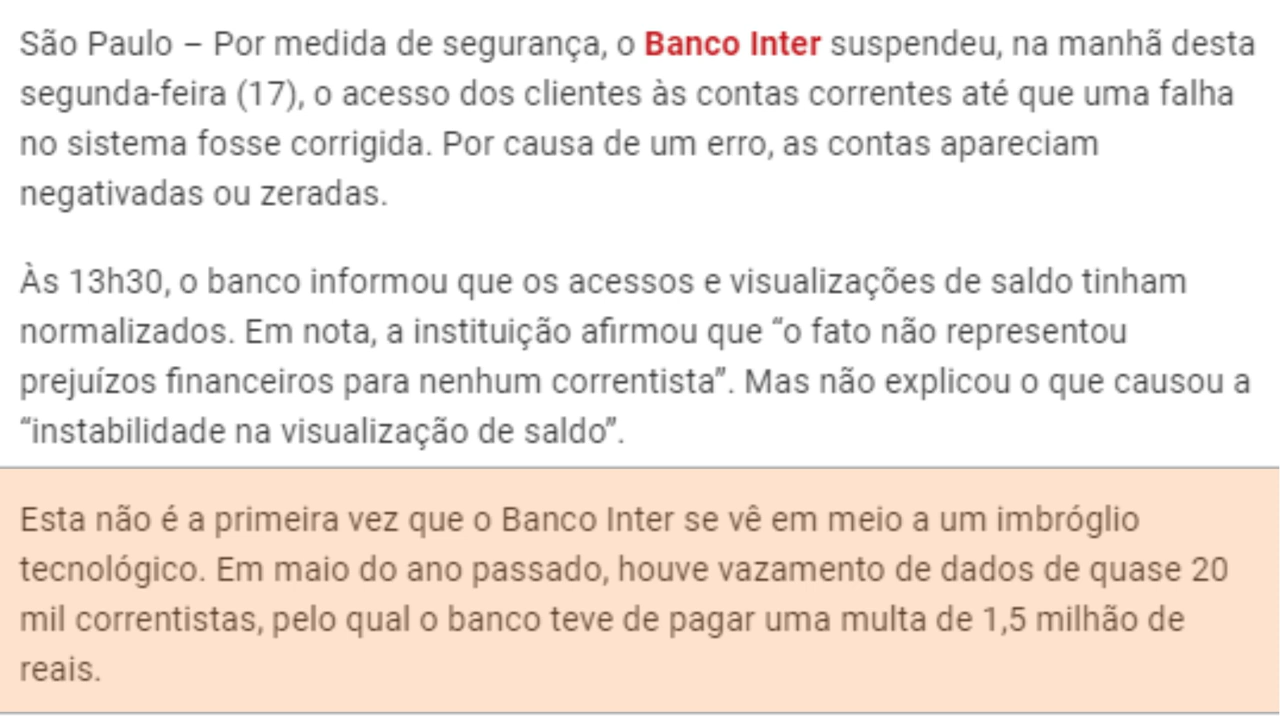 São Paulo – Por medida de segurança, o Banco Inter suspendeu, na manhã desta
segunda-feira (17), o acesso dos clientes às contas correntes até que uma falha
no sistema fosse corrigida. Por causa de um erro, as contas apareciam
negativadas ou zeradas.
Às 13h30, o banco informou que os acessos e visualizações de saldo tinham
normalizados. Em nota, a instituição afirmou que “o fato não representou
prejuízos financeiros para nenhum correntista”. Mas não explicou o que causou a
“instabilidade na visualização de saldo”.
Esta não é a primeira vez que o Banco Inter se vê em meio a um imbróglio
tecnológico. Em maio do ano passado, houve vazamento de dados de quase 20
mil correntistas, pelo qual o banco teve de pagar uma multa de 1,5 milhão de
reais.